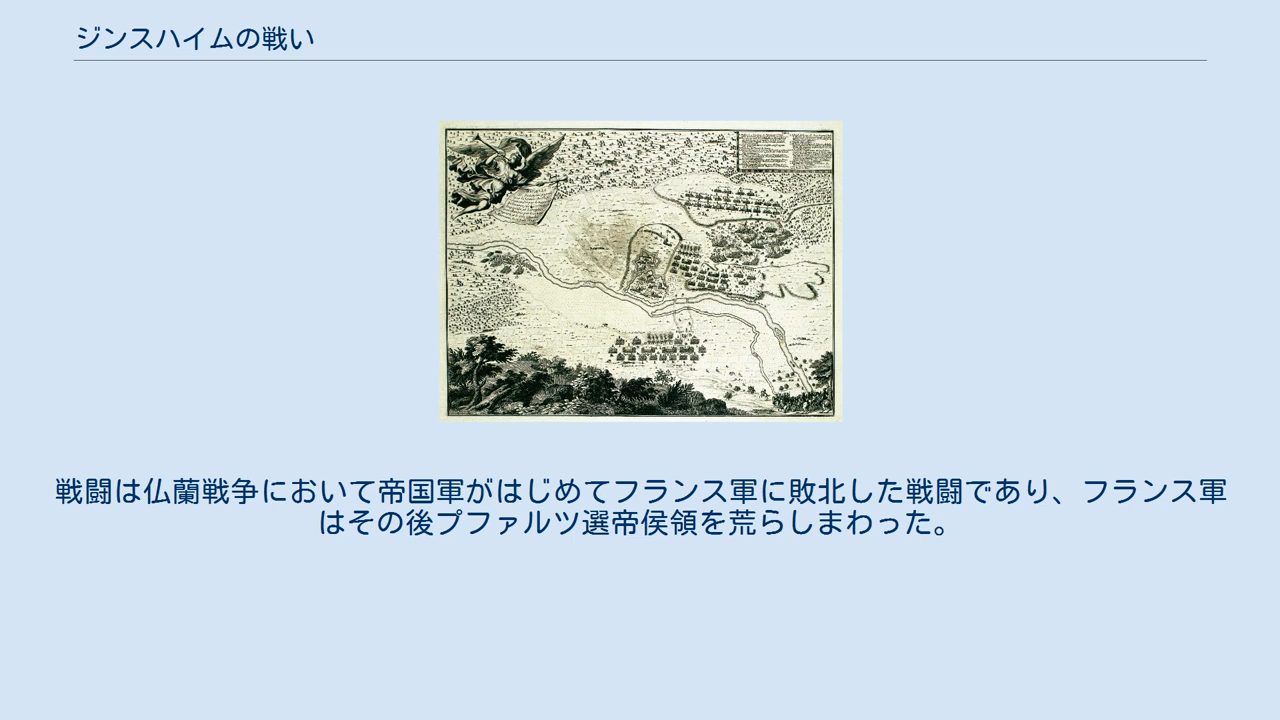 ジンスハイムの戦い
戦闘は仏蘭戦争において帝国軍がはじめてフランス軍に敗北した戦闘であり、フランス軍
はその後プファルツ選帝侯領を荒らしまわった。